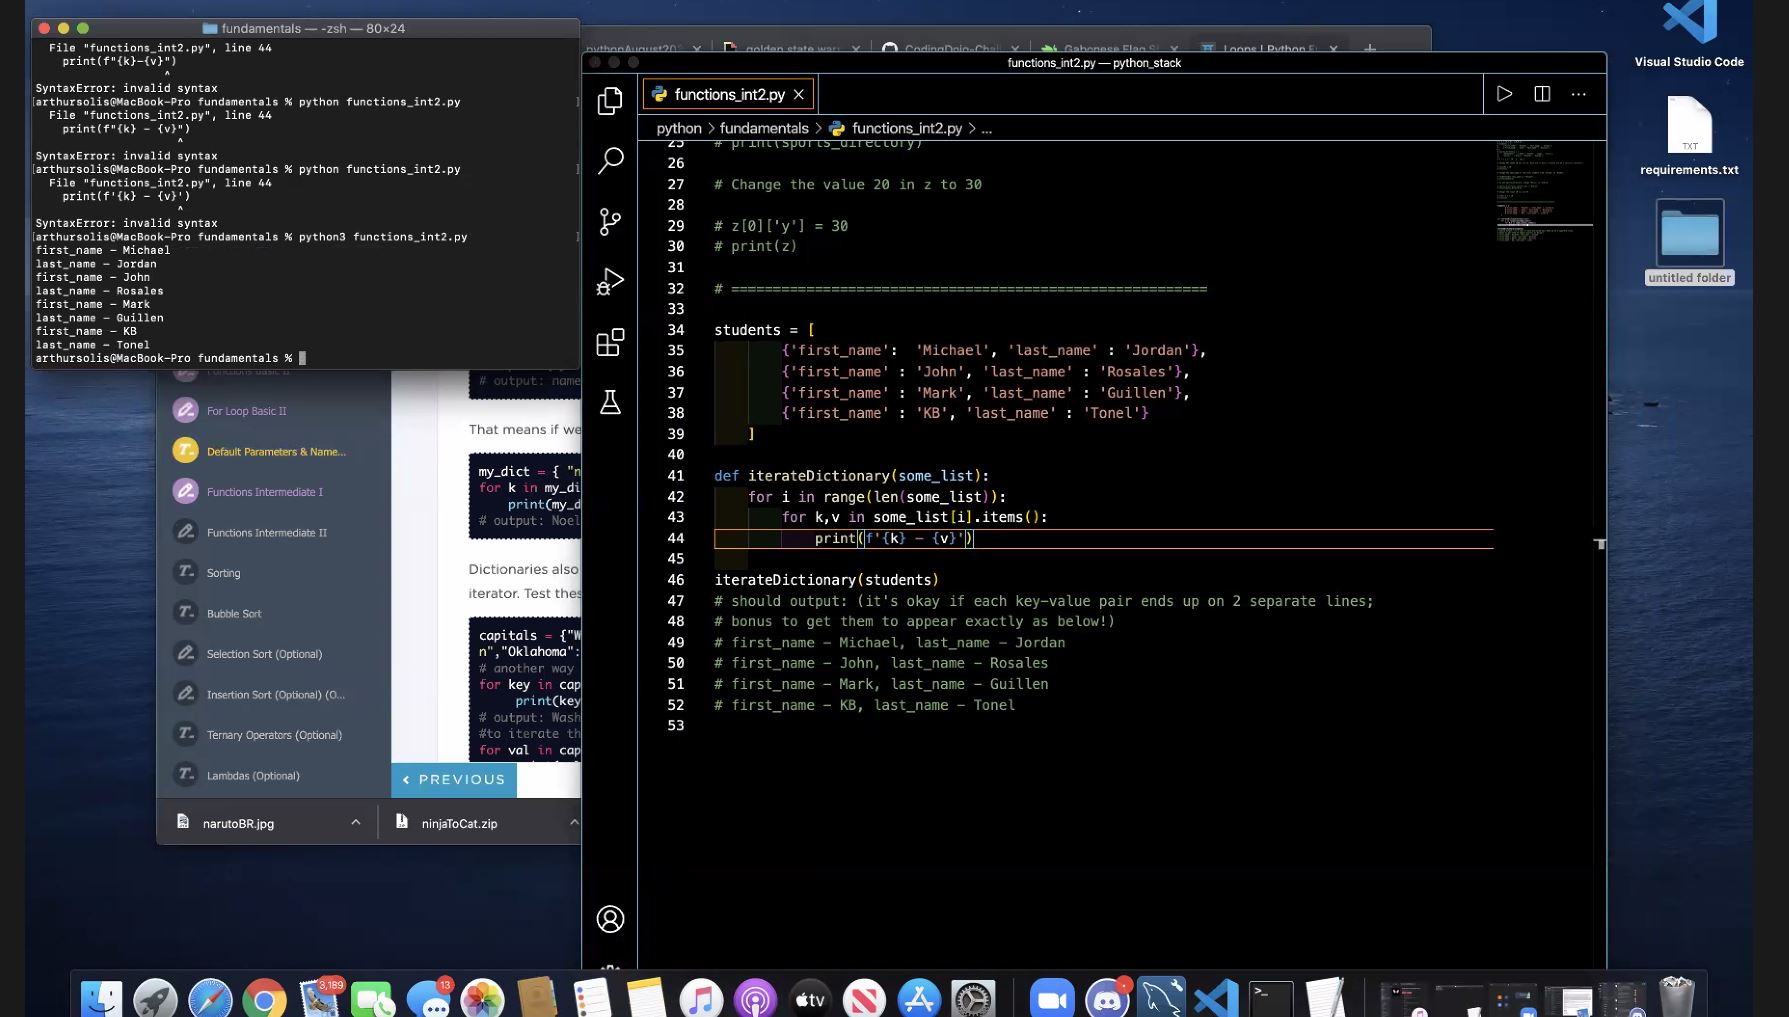 fundamentals — -zsh — 80×24
File "functions_int2.py", line 44
print(f"{k}-{v}")
^
SyntaxError: invalid syntax
[arthursolis@MacBook-Pro fundamentals % python functions_int2.py ]
File "functions_int2.py", line 44
print(f"{k} - {v}")
^
SyntaxError: invalid syntax
[arthursolis@MacBook-Pro fundamentals % python functions_int2.py ]
File "functions_int2.py", line 44
print(f'{k} - {v}')
^
SyntaxError: invalid syntax
[arthursolis@MacBook-Pro fundamentals % python3 functions_int2.py ]
first_name - Michael
last_name - Jordan
first_name - John
last_name - Rosales
first_name - Mark
last_name - Guillen
first_name - KB
last_name - Tonel
arthursolis@MacBook-Pro fundamentals %
pythonAugust202
golden state war
CodingDojo-Chall
Gabonese Flag S
Loops | Python F
Functions Basic II
For Loop Basic II
Default Parameters & Name...
Functions Intermediate I
Functions Intermediate II
Sorting
Bubble Sort
Selection Sort (Optional)
Insertion Sort (Optional) (O...
Ternary Operators (Optional)
Lambdas (Optional)
# output: name
That means if we
my_dict = { "n
for k in my_di
print(my_d
# output: Noel
Dictionaries also
iterator. Test thes
capitals = {"W
n","Oklahoma":
# another way
for key in cap
print(key
# output: Wash
#to iterate th
for val in cap
PREVIOUS
narutoBR.jpg
ninjaToCat.zip
functions_int2.py — python_stack
functions_int2.py
python > fundamentals > functions_int2.py > ...
25 # print(sports_directory)
26
27 # Change the value 20 in z to 30
28
29 # z[0]['y'] = 30
30 # print(z)
31
32 # =========================================================
33
34 students = [
35 {'first_name':  'Michael', 'last_name' : 'Jordan'},
36 {'first_name' : 'John', 'last_name' : 'Rosales'},
37 {'first_name' : 'Mark', 'last_name' : 'Guillen'},
38 {'first_name' : 'KB', 'last_name' : 'Tonel'}
39 ]
40
41 def iterateDictionary(some_list):
42 for i in range(len(some_list)):
43 for k,v in some_list[i].items():
44 print(f'{k} - {v}')
45
46 iterateDictionary(students)
47 # should output: (it's okay if each key-value pair ends up on 2 separate lines;
48 # bonus to get them to appear exactly as below!)
49 # first_name - Michael, last_name - Jordan
50 # first_name - John, last_name - Rosales
51 # first_name - Mark, last_name - Guillen
52 # first_name - KB, last_name - Tonel
53
Visual Studio Code
TXT
requirements.txt
untitled folder
3,189
13
tv